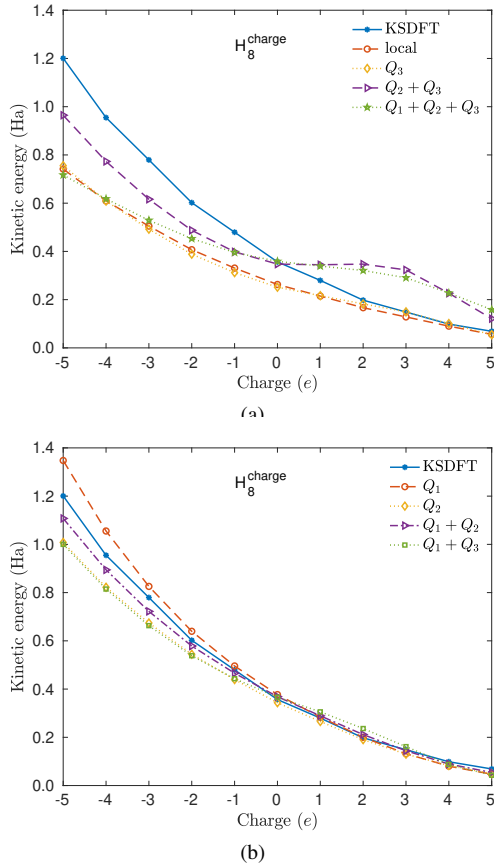 1.4
1.2
1.0
0.8
0.6
0.4
0.2
0.0
Kinetic energy (Ha)
H₈^charge
KSDFT
local
Q₃
Q₂ + Q₃
Q₁ + Q₂ + Q₃
-5 -4 -3 -2 -1 0 1 2 3 4 5
Charge (e)
(a)
1.4
1.2
1.0
0.8
0.6
0.4
0.2
0.0
Kinetic energy (Ha)
H₈^charge
KSDFT
Q₁
Q₂
Q₁ + Q₂
Q₁ + Q₃
-5 -4 -3 -2 -1 0 1 2 3 4 5
Charge (e)
(b)